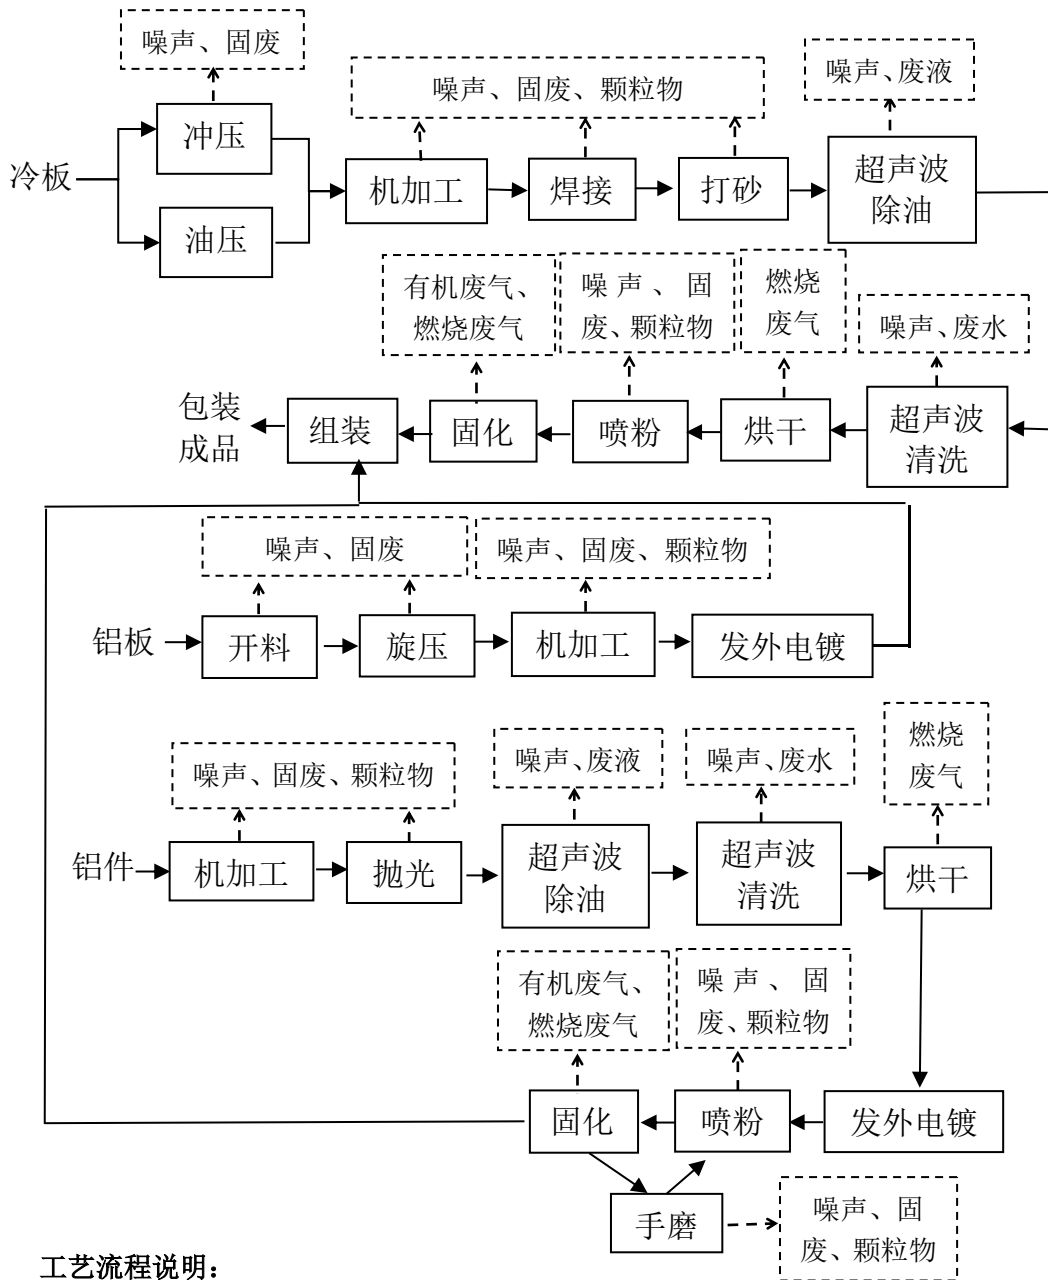 噪声、固废
噪声、固废、颗粒物
噪声、废液
冷板
冲压
油压
机加工
焊接
打砂
超声波
除油
有机废气、
燃烧废气
噪声、固
废、颗粒物
燃烧
废气
噪声、废水
包装
成品
组装
固化
喷粉
烘干
超声波
清洗
噪声、固废
噪声、固废、颗粒物
铝板
开料
旋压
机加工
发外电镀
噪声、固废、颗粒物
噪声、废液
噪声、废水
燃烧
废气
铝件
机加工
抛光
超声波
除油
超声波
清洗
烘干
有机废气、
燃烧废气
噪声、固
废、颗粒物
固化
喷粉
发外电镀
手磨
噪声、固
废、颗粒物
工艺流程说明：